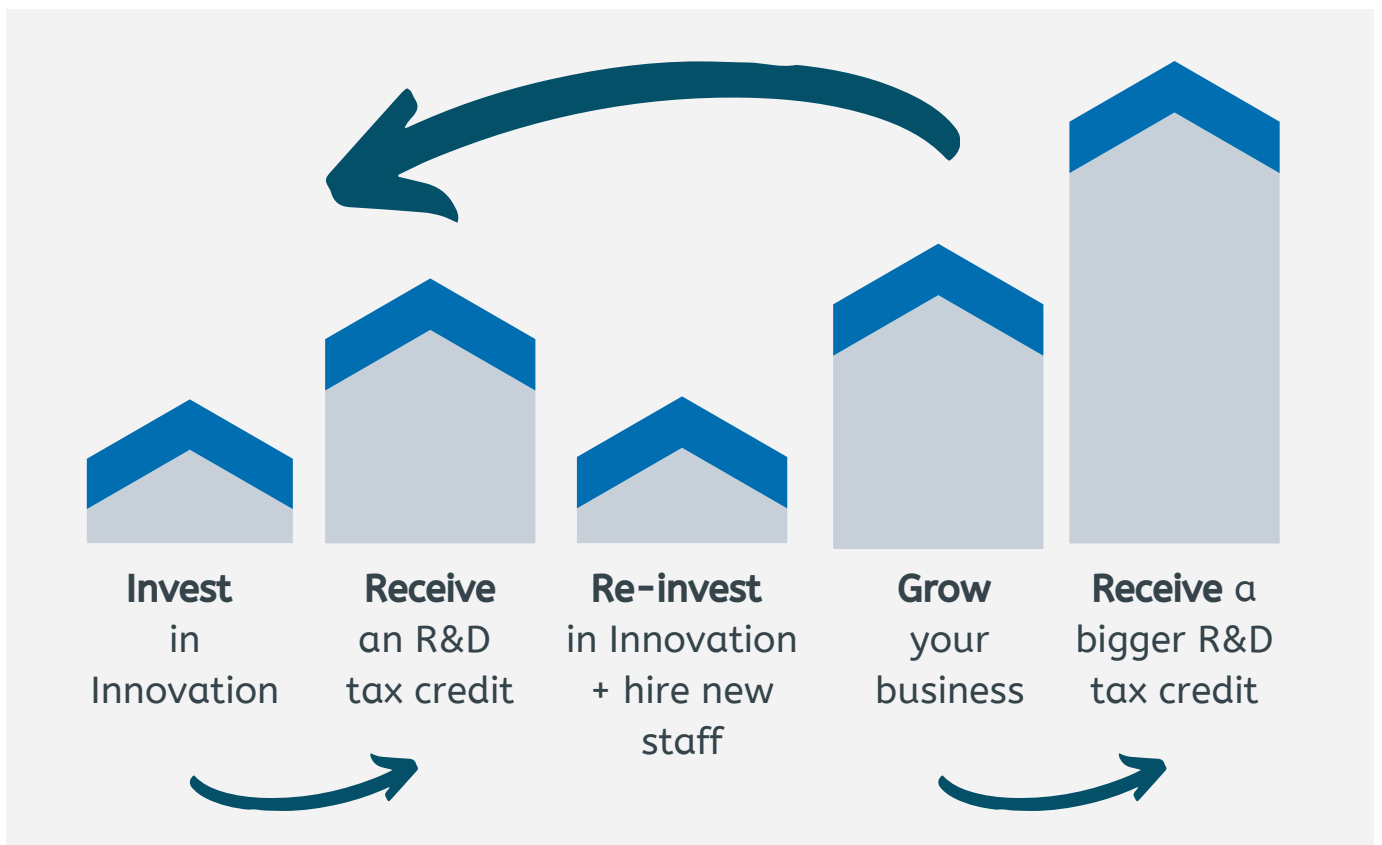 Invest
in
Innovation
Receive
an R&D
tax credit
Re-invest
in Innovation
+ hire new
staff
Grow
your
business
Receive a
bigger R&D
tax credit